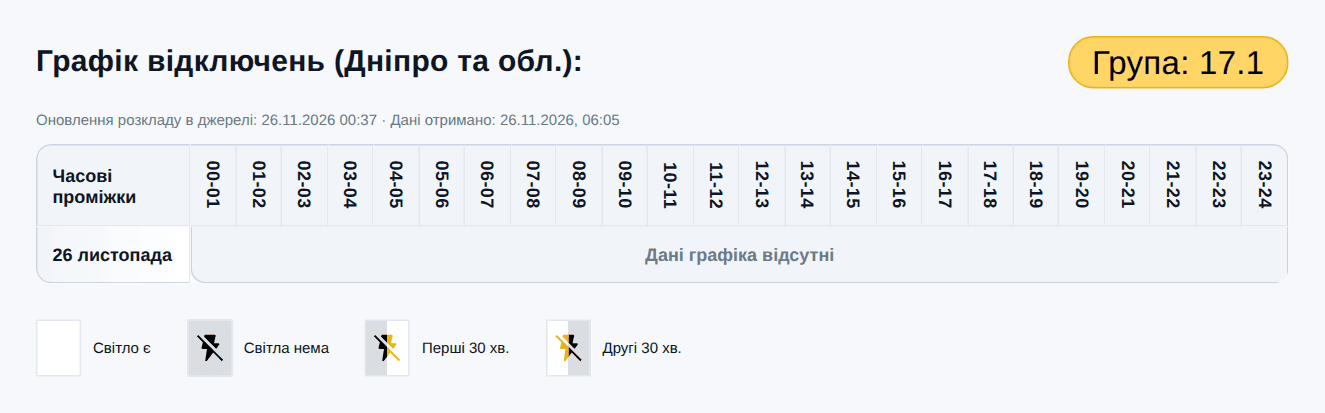 Графік відключень (Дніпро та обл.):
Група: 17.1
Оновлення розкладу в джерелі: 26.11.2026 00:37 · Дані отримано: 26.11.2026, 06:05
Часові
проміжки
00-01
01-02
02-03
03-04
04-05
05-06
06-07
07-08
08-09
09-10
10-11
11-12
12-13
13-14
14-15
15-16
16-17
17-18
18-19
19-20
20-21
21-22
22-23
23-24
26 листопада
Дані графіка відсутні
Світло є
Світла нема
Перші 30 хв.
Другі 30 хв.